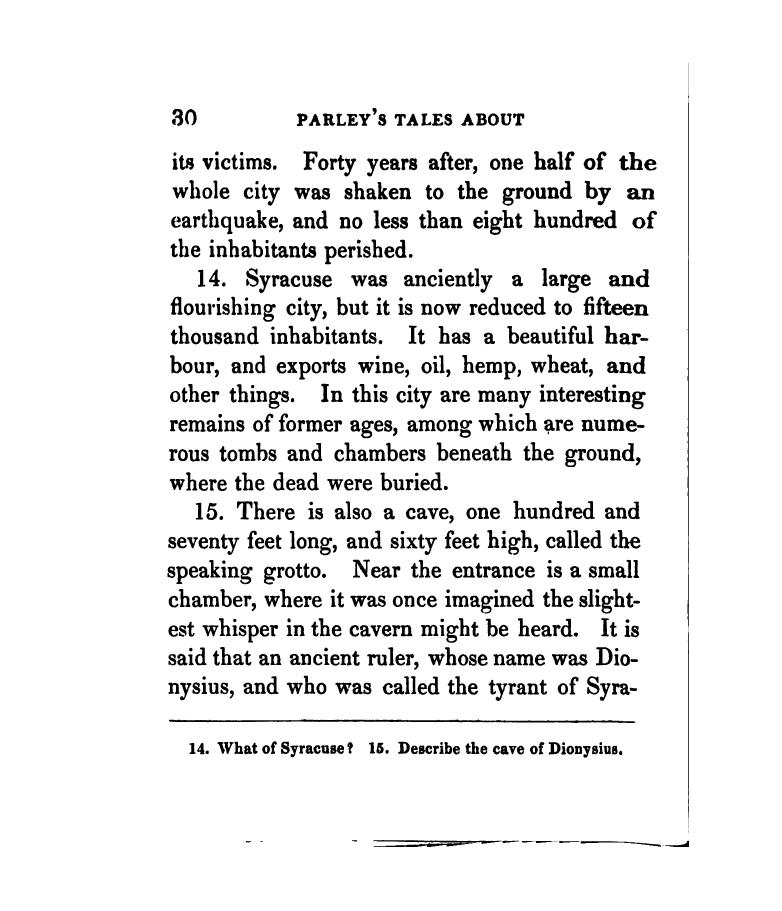 30 PARLEY'S TALES ABOUT
its victims. Forty years after, one half of the
whole city was shaken to the ground by an
earthquake, and no less than eight hundred of
the inhabitants perished.
14. Syracuse was anciently a large and
flourishing city, but it is now reduced to fifteen
thousand inhabitants. It has a beautiful har-
bour, and exports wine, oil, hemp, wheat, and
other things. In this city are many interesting
remains of former ages, among which are nume-
rous tombs and chambers beneath the ground,
where the dead were buried.
15. There is also a cave, one hundred and
seventy feet long, and sixty feet high, called the
speaking grotto. Near the entrance is a small
chamber, where it was once imagined the slight-
est whisper in the cavern might be heard. It is
said that an ancient ruler, whose name was Dio-
nysius, and who was called the tyrant of Syra-
14. What of Syracuse? 15. Describe the cave of Dionysius.